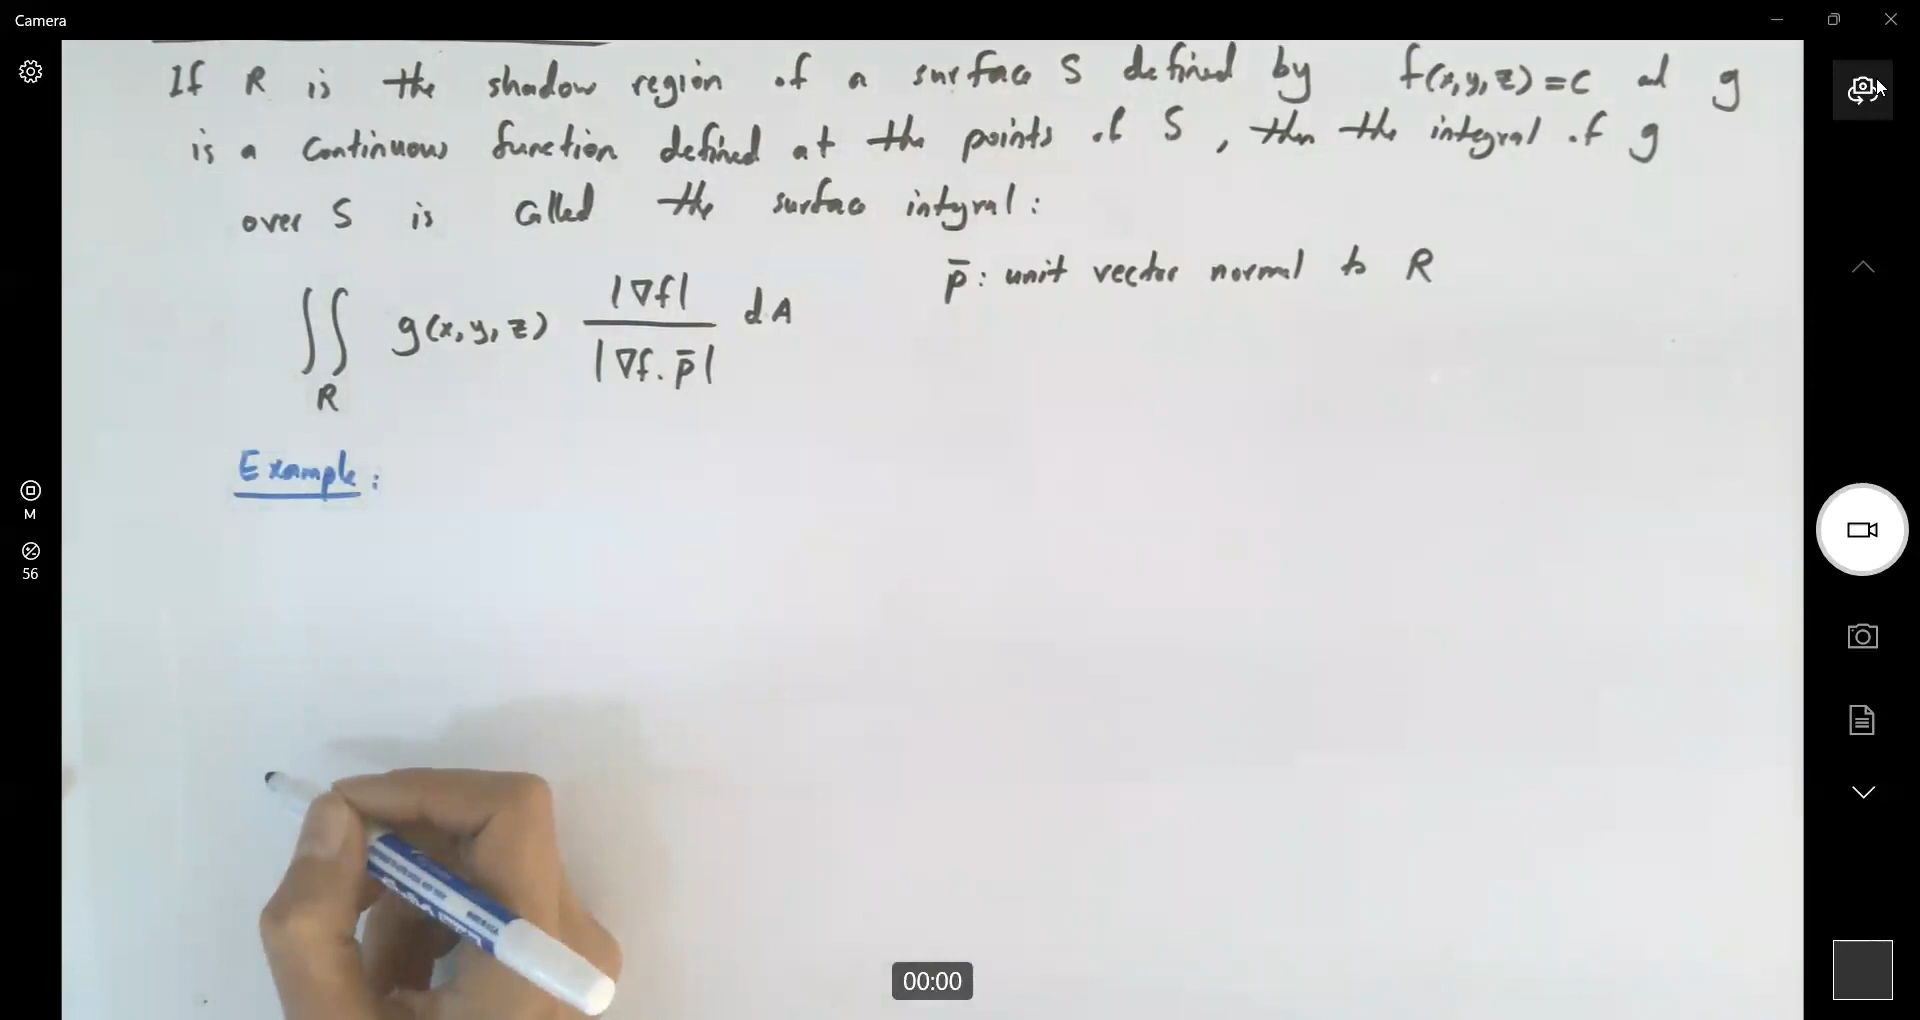 Camera
If R is the shadow region of a surface S defined by f(x,y,z)=C and g
is a continuous function defined at the points of S, then the integral of g
over S is called the surface integral:
p̄: unit vector normal to R
∬ g(x,y,z) |∇f| / |∇f.p̄| dA
R
Example:
M
56
00:00